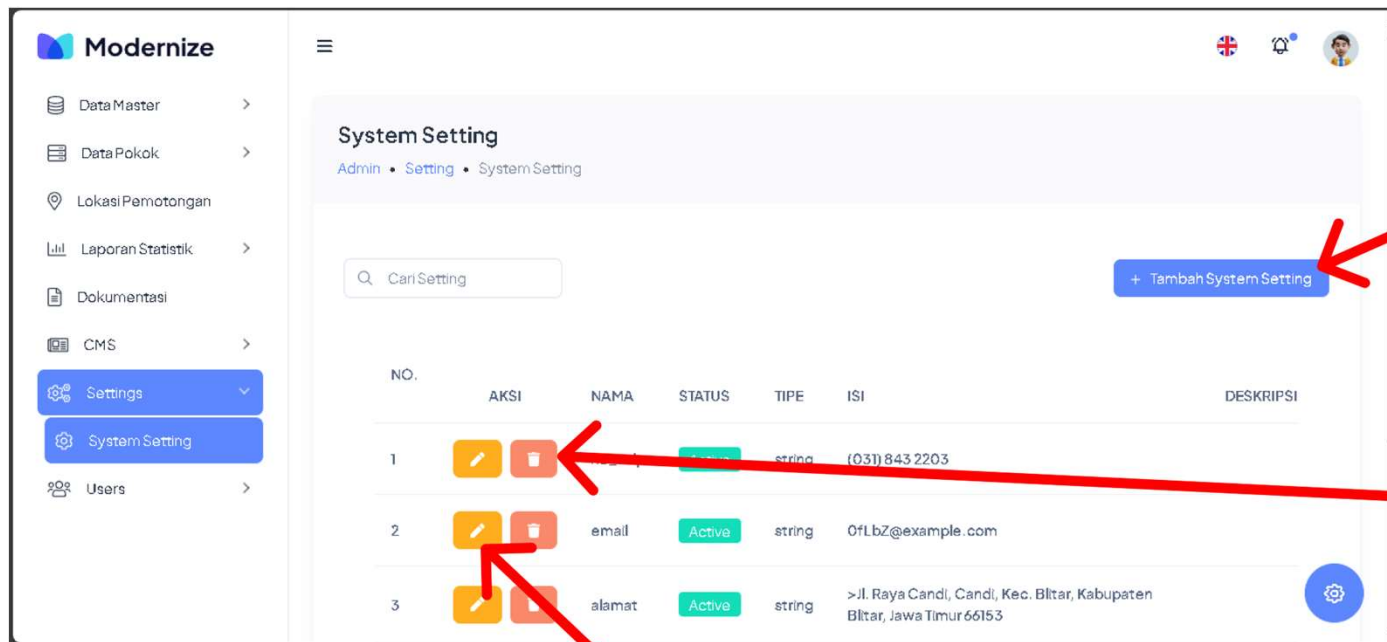 Modernize
Data Master
Data Pokok
Lokasi Pemotongan
Laporan Statistik
Dokumentasi
CMS
Settings
System Setting
Users
System Setting
Admin • Setting • System Setting
Cari Setting
+ Tambah System Setting
NO. AKSI NAMA STATUS TIPE ISI DESKRIPSI
1 string (031) 843 2203
2 email Active string 0fLbZ@example.com
3 alamat Active string >Jl. Raya Candi, Candi, Kec. Blitar, Kabupaten
Blitar, Jawa Timur 66153